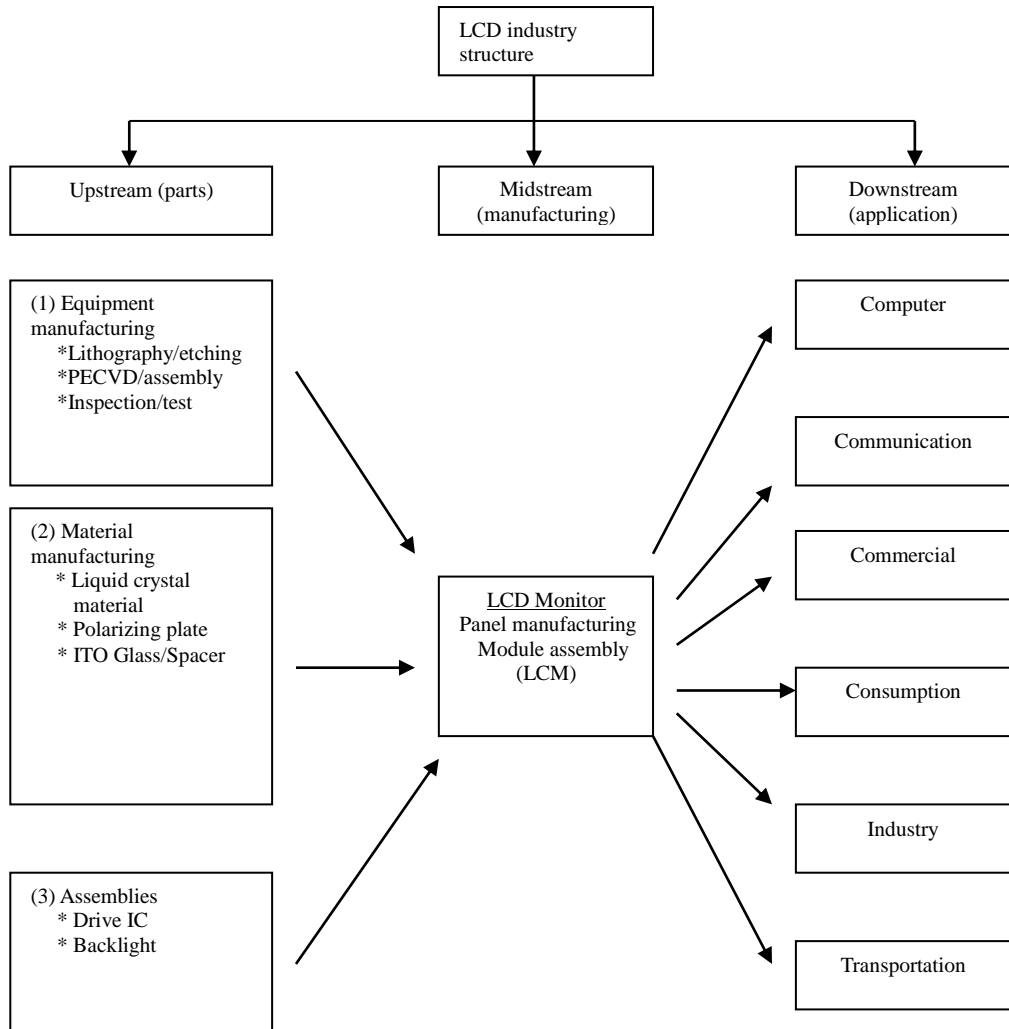 LCD industry
structure
Upstream (parts)
Midstream
(manufacturing)
Downstream
(application)
(1) Equipment
manufacturing
*Lithography/etching
*PECVD/assembly
*Inspection/test
(2) Material
manufacturing
* Liquid crystal
material
* Polarizing plate
* ITO Glass/Spacer
(3) Assemblies
* Drive IC
* Backlight
LCD Monitor
Panel manufacturing
Module assembly
(LCM)
Computer
Communication
Commercial
Consumption
Industry
Transportation